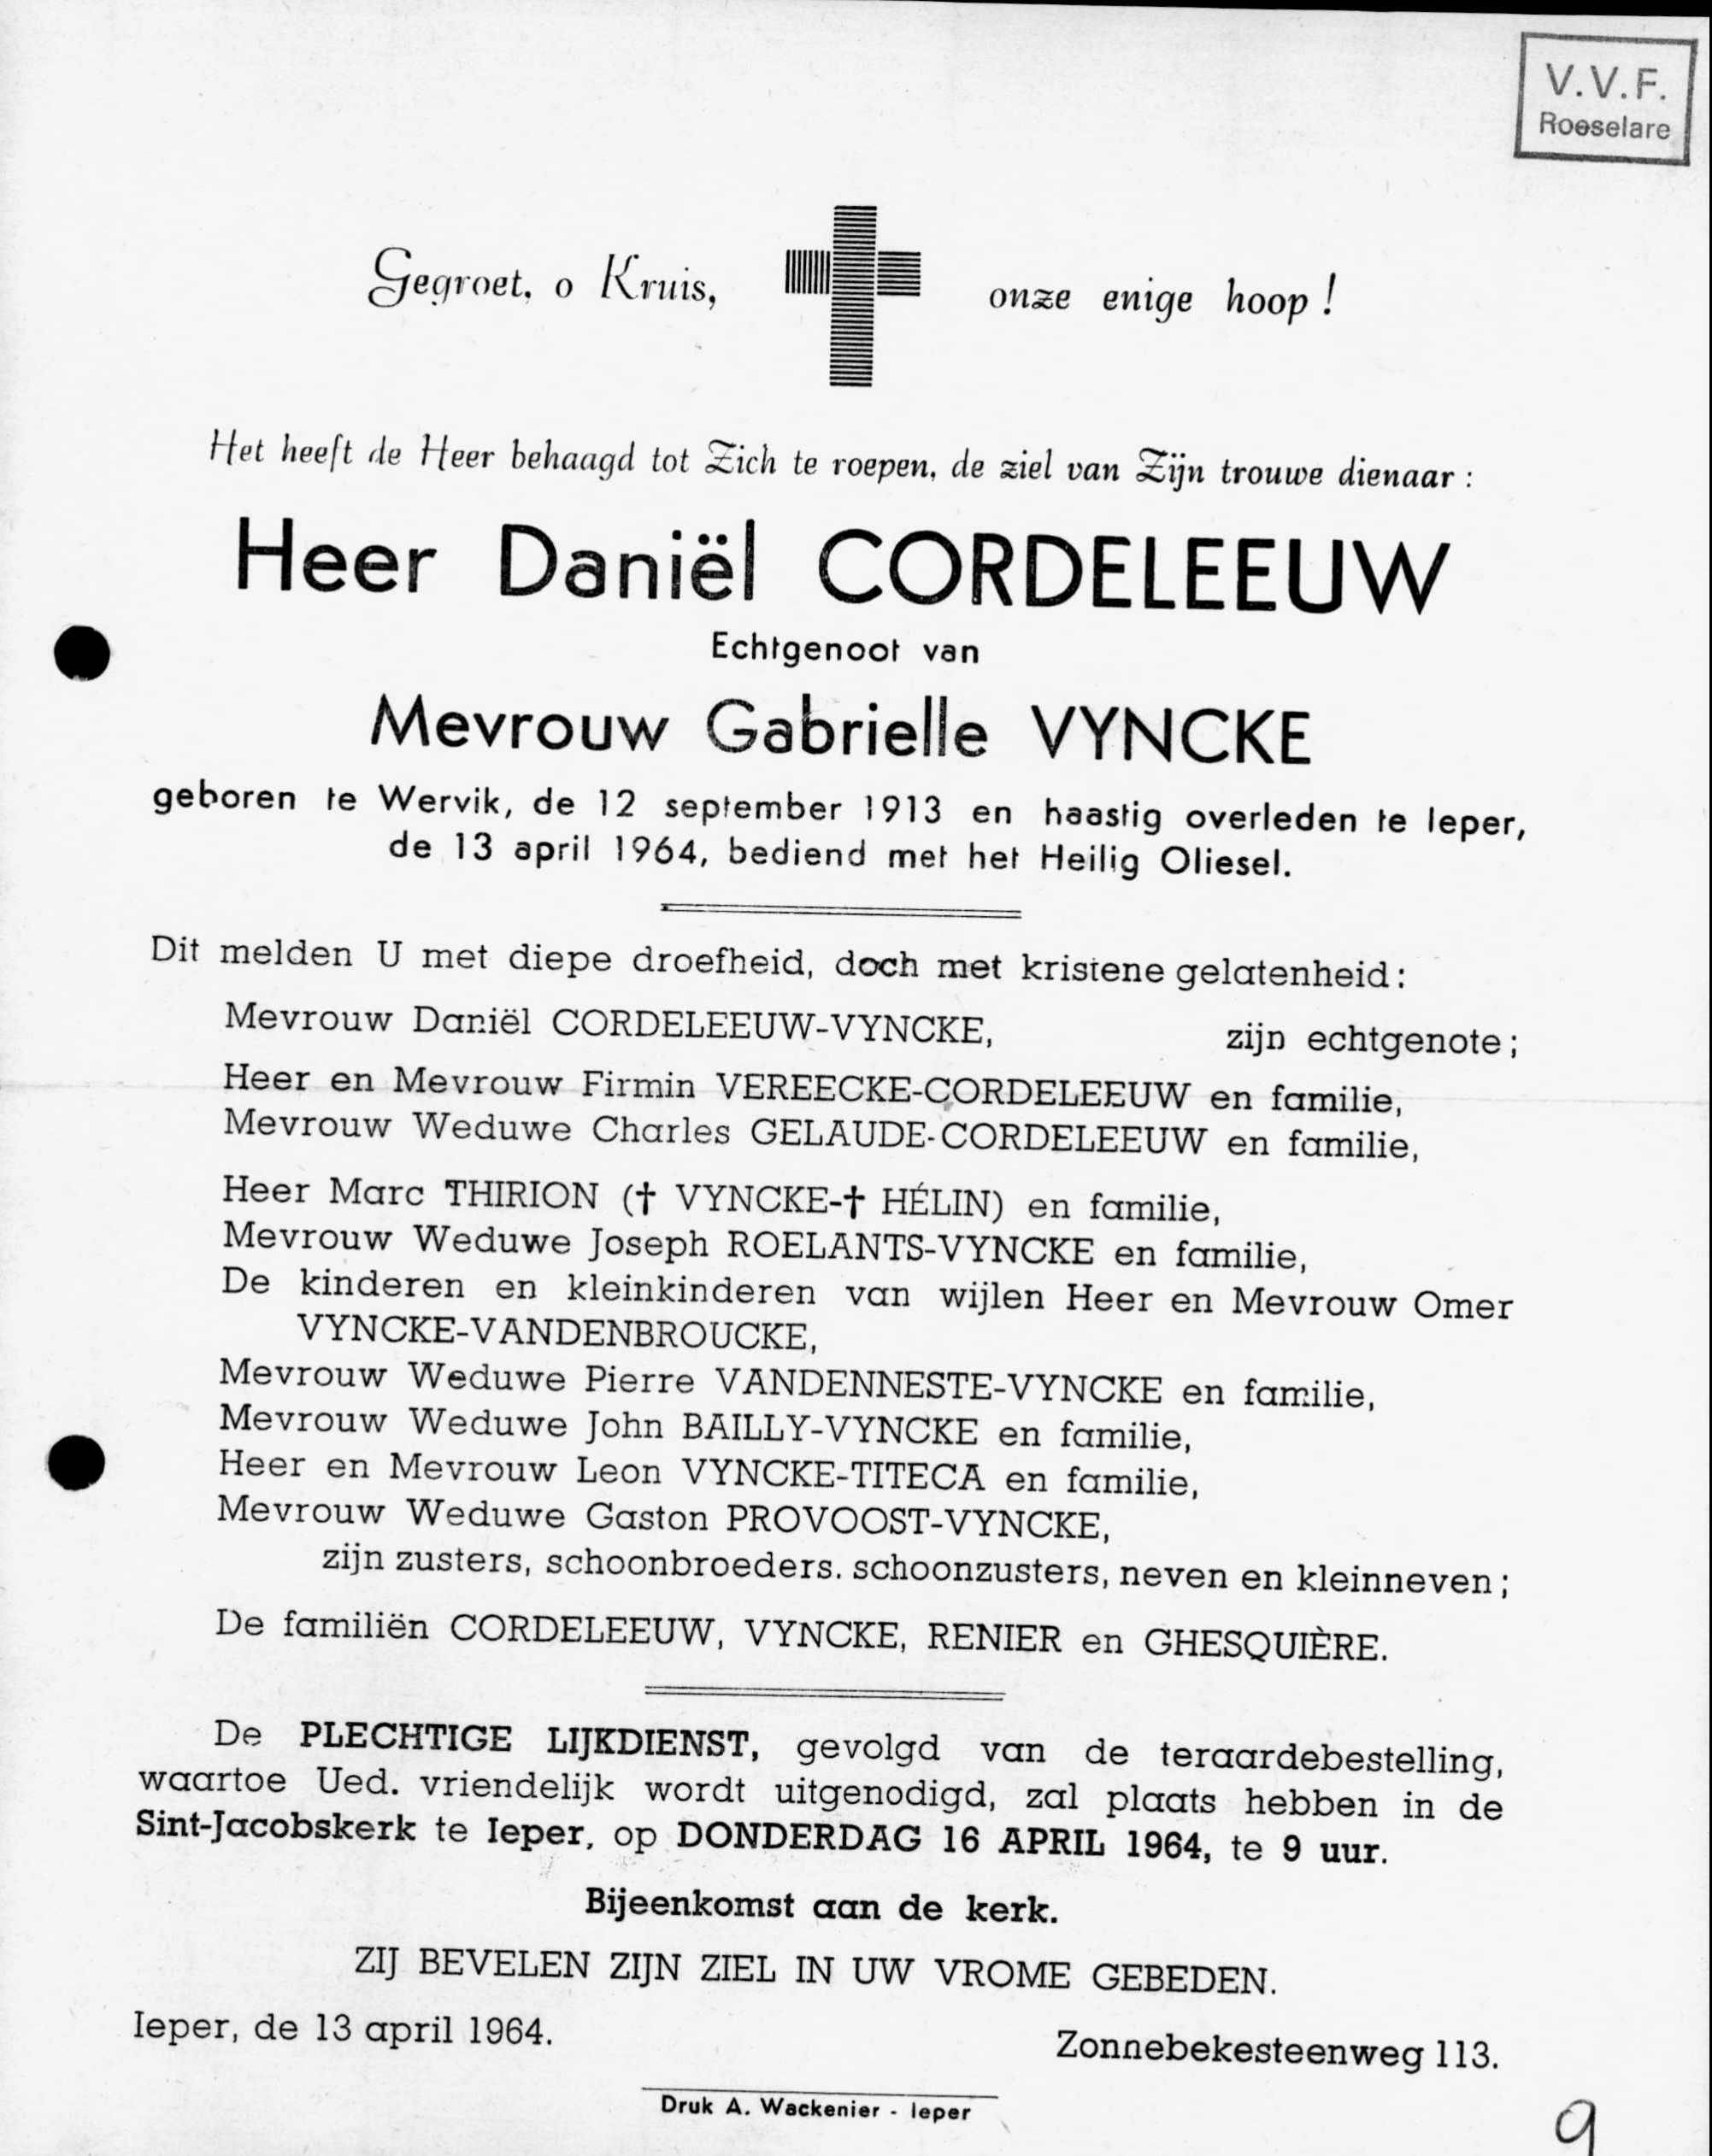 V.V.F.
Roeselare
Gegroet, o Kruis, onze enige hoop !
Het heeft de Heer behaagd tot Zich te roepen, de ziel van Zijn trouwe dienaar :
Heer Daniël CORDELEEUW
Echtgenoot van
Mevrouw Gabrielle VYNCKE
geboren te Wervik, de 12 september 1913 en haastig overleden te Ieper,
de 13 april 1964, bediend met het Heilig Oliesel.
Dit melden U met diepe droefheid, doch met kristene gelatenheid :
Mevrouw Daniël CORDELEEUW-VYNCKE, zijn echtgenote ;
Heer en Mevrouw Firmin VEREECKE-CORDELEEUW en familie,
Mevrouw Weduwe Charles GELAUDE-CORDELEEUW en familie,
Heer Marc THIRION († VYNCKE-† HÉLIN) en familie,
Mevrouw Weduwe Joseph ROELANTS-VYNCKE en familie,
De kinderen en kleinkinderen van wijlen Heer en Mevrouw Omer
VYNCKE-VANDENBROUCKE,
Mevrouw Weduwe Pierre VANDENNESTE-VYNCKE en familie,
Mevrouw Weduwe John BAILLY-VYNCKE en familie,
Heer en Mevrouw Leon VYNCKE-TITECA en familie,
Mevrouw Weduwe Gaston PROVOOST-VYNCKE,
zijn zusters, schoonbroeders. schoonzusters, neven en kleinneven ;
De familiën CORDELEEUW, VYNCKE, RENIER en GHESQUIÈRE.
De PLECHTIGE LIJKDIENST, gevolgd van de teraardebestelling,
waartoe Ued. vriendelijk wordt uitgenodigd, zal plaats hebben in de
Sint-Jacobskerk te Ieper, op DONDERDAG 16 APRIL 1964, te 9 uur.
Bijeenkomst aan de kerk.
ZIJ BEVELEN ZIJN ZIEL IN UW VROME GEBEDEN.
Ieper, de 13 april 1964.
Zonnebekesteenweg 113.
Druk A. Wackenier - Ieper
9